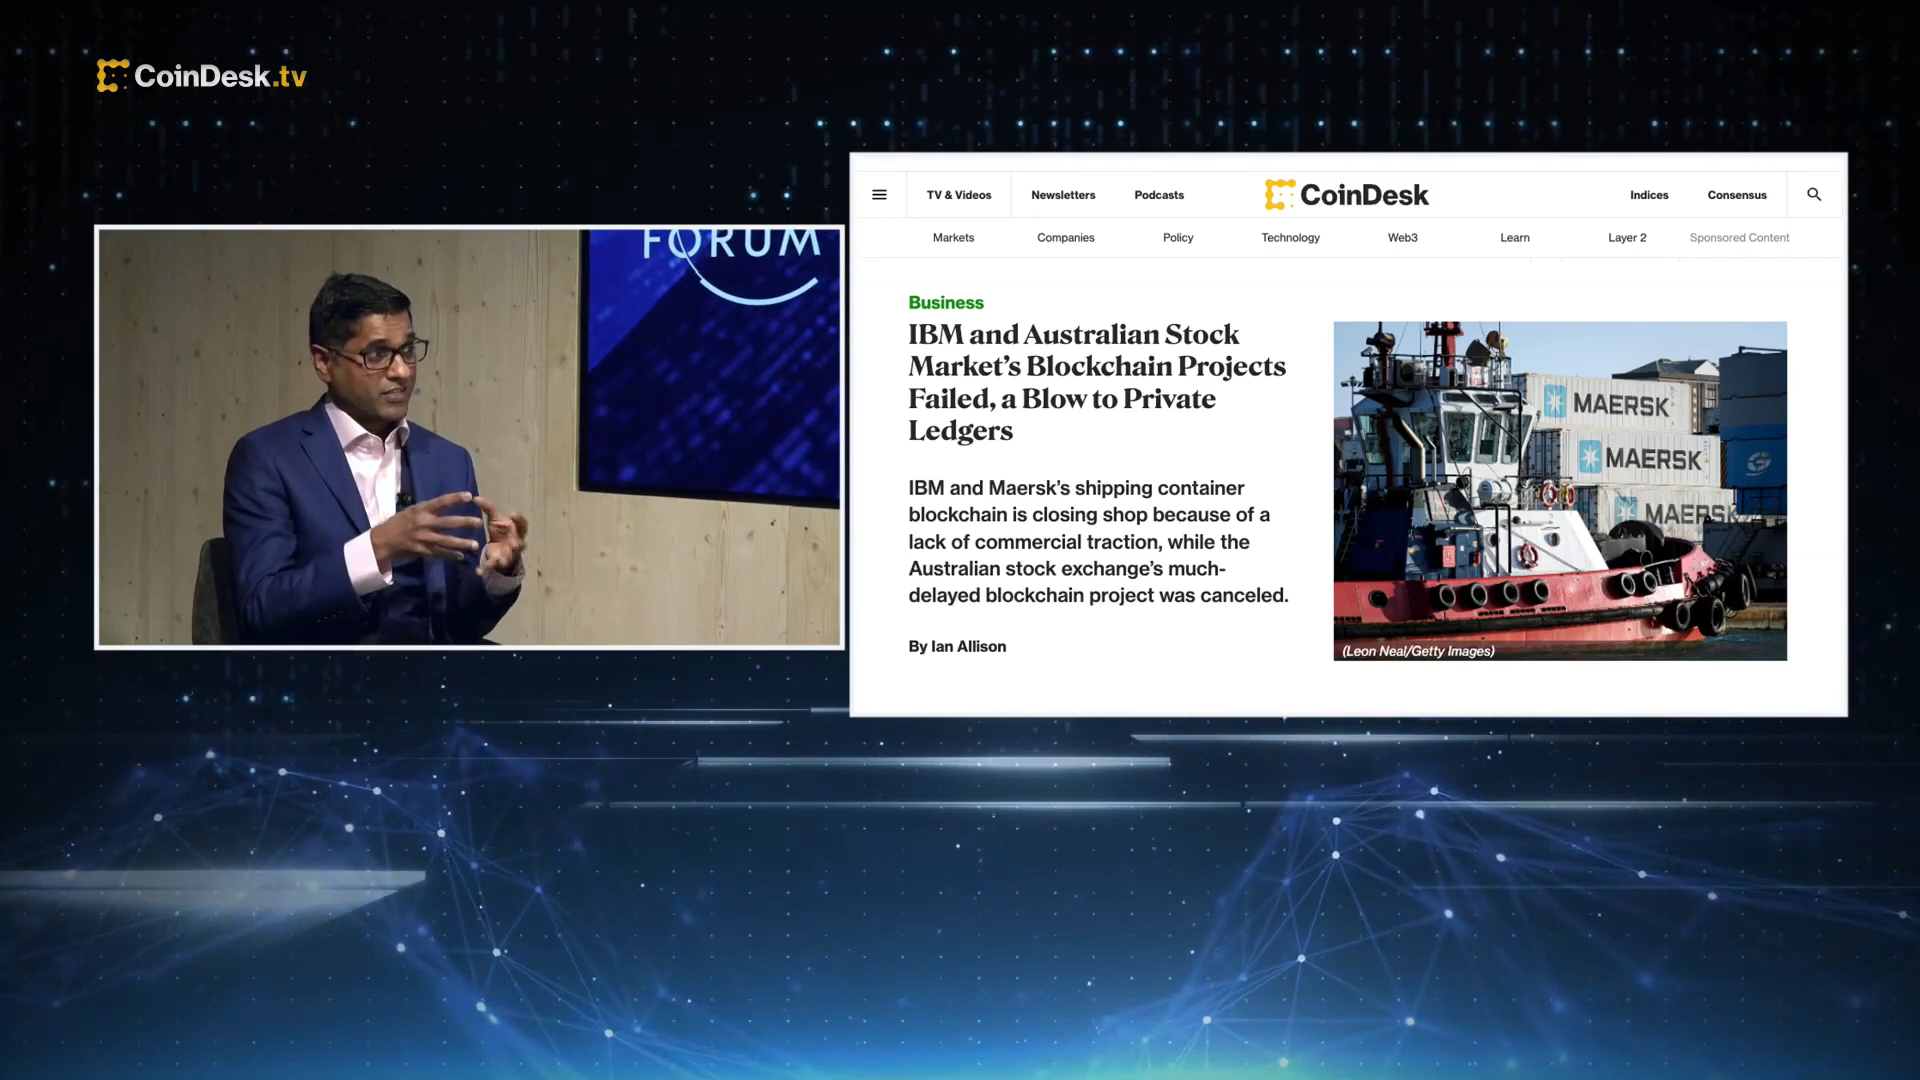 CoinDesk.tv
FORUM
TV & Videos
Newsletters
Podcasts
CoinDesk
Indices
Consensus
Markets
Companies
Policy
Technology
Web3
Learn
Layer 2
Sponsored Content
Business
IBM and Australian Stock
Market’s Blockchain Projects
Failed, a Blow to Private
Ledgers
IBM and Maersk’s shipping container
blockchain is closing shop because of a
lack of commercial traction, while the
Australian stock exchange’s much-
delayed blockchain project was canceled.
By Ian Allison
MAERSK
MAERSK
MAERSK
(Leon Neal/Getty Images)